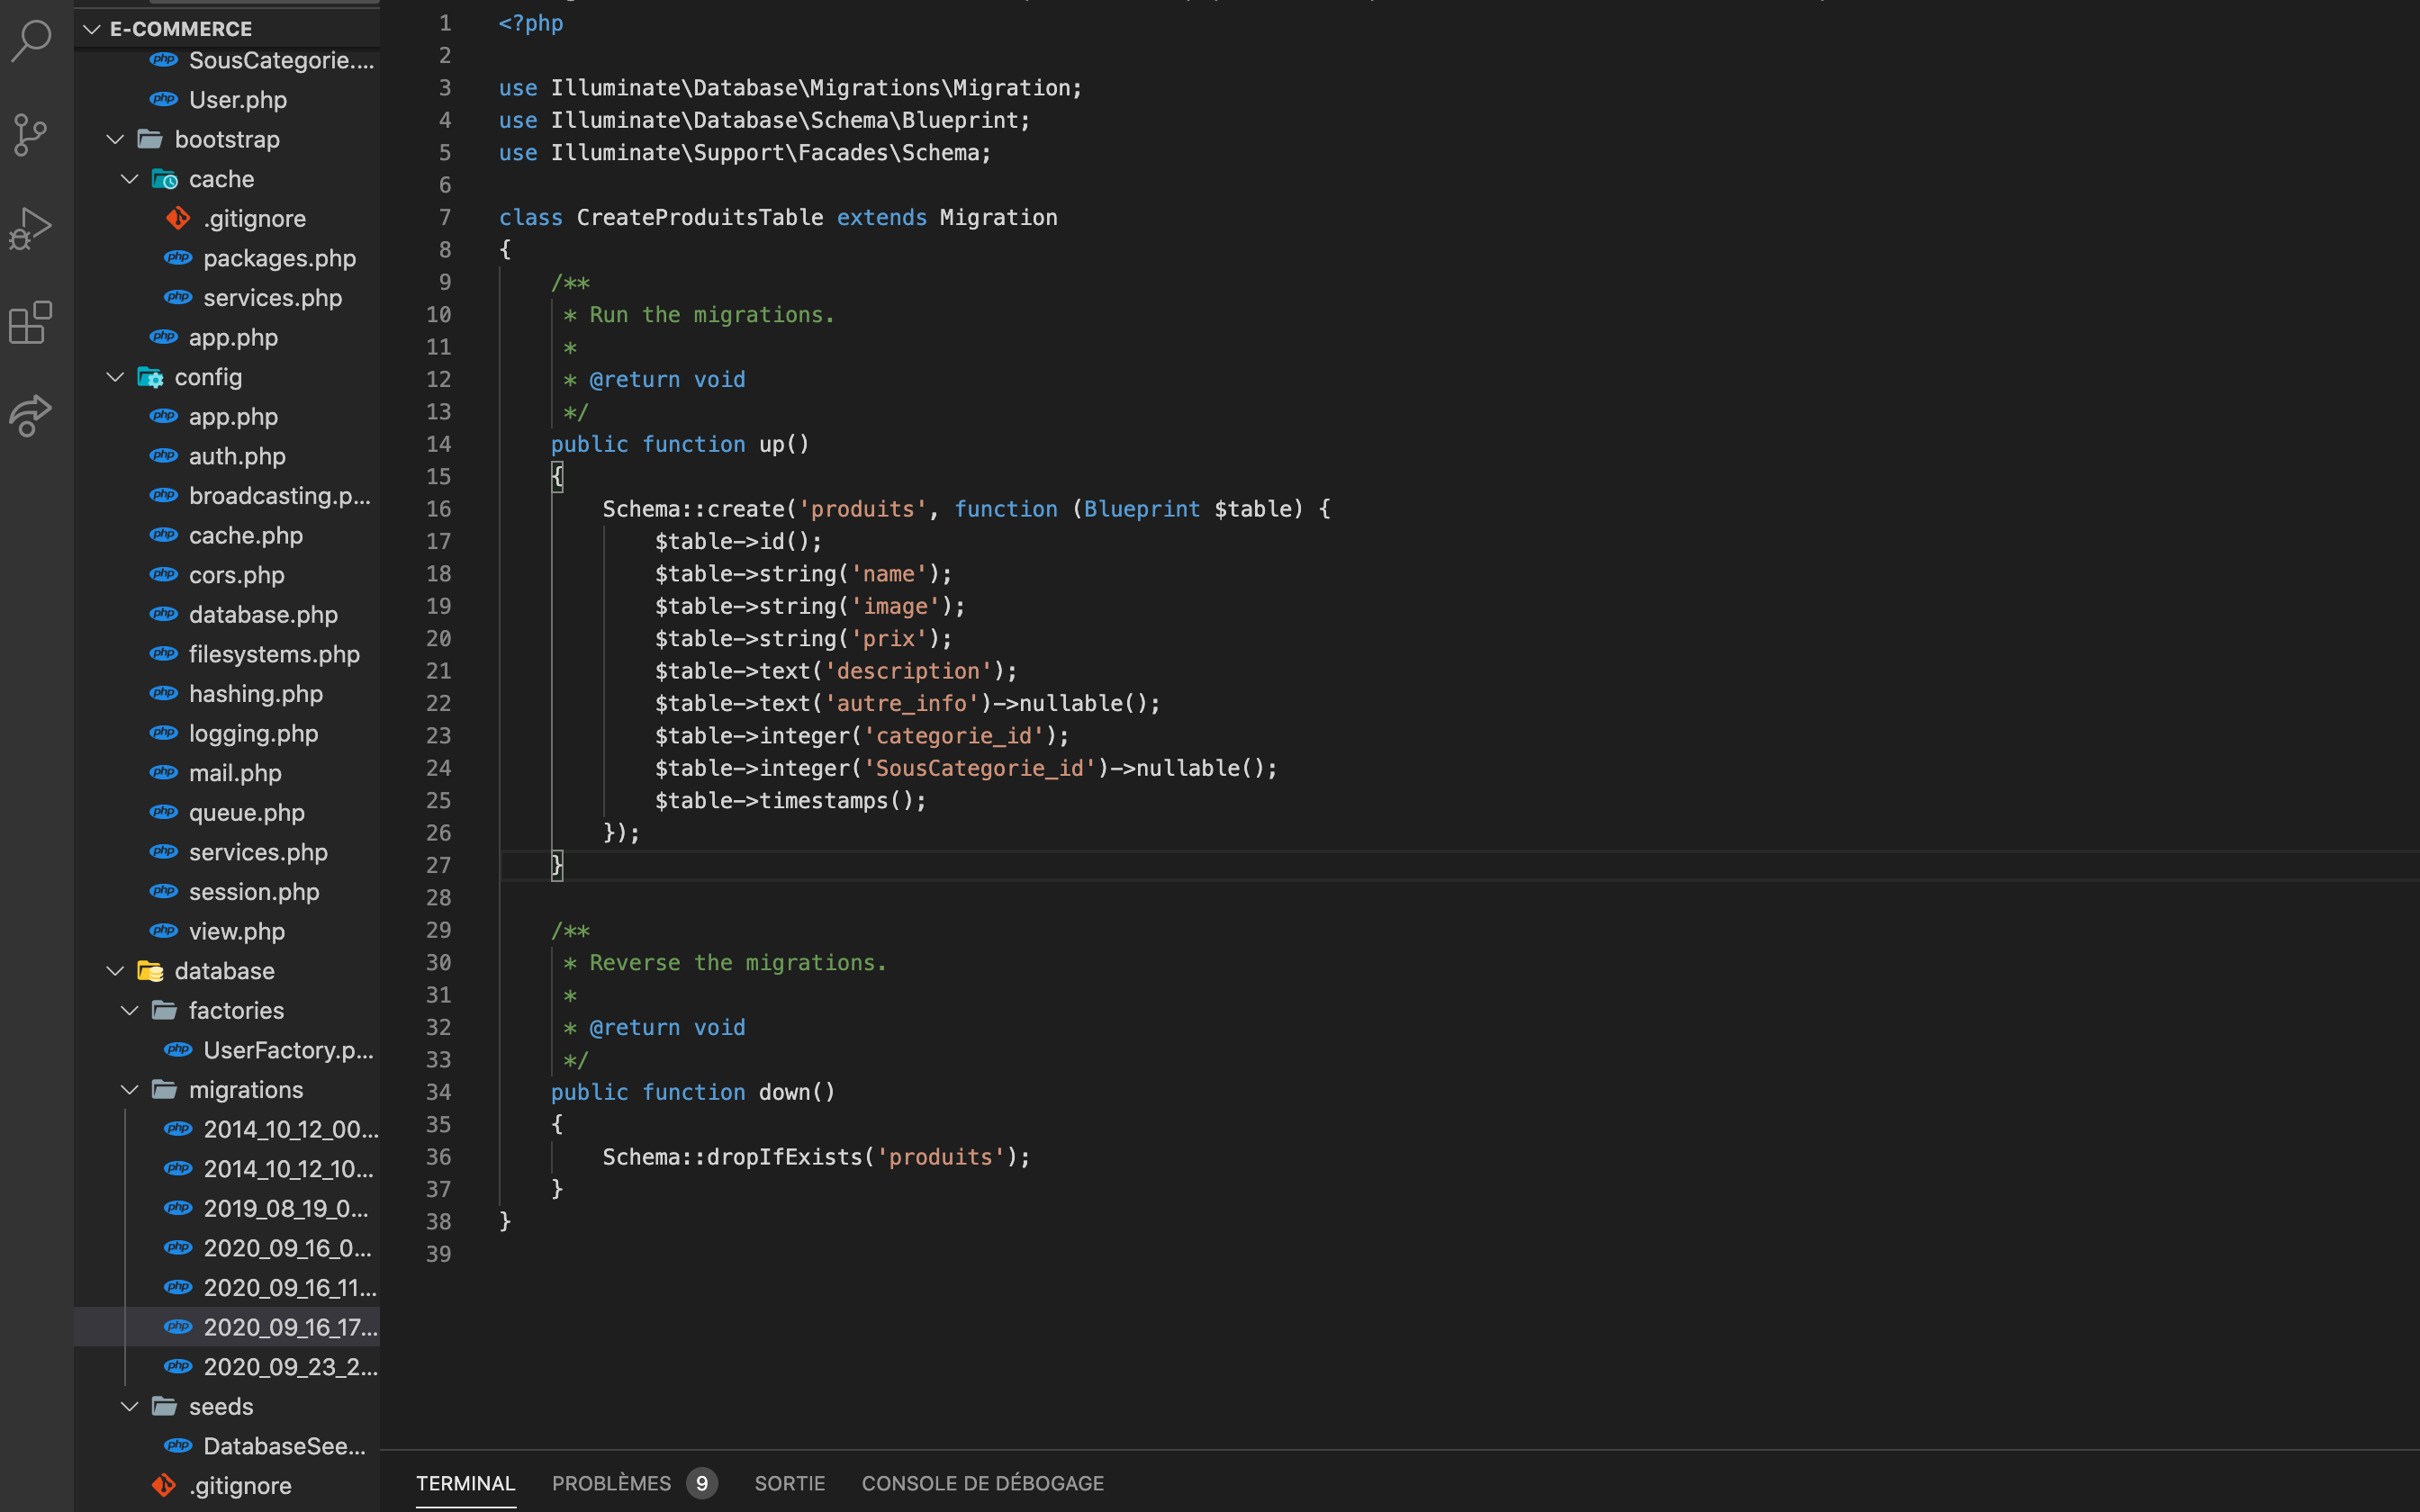 E-COMMERCE
SousCategorie....
User.php
bootstrap
cache
.gitignore
packages.php
services.php
app.php
config
app.php
auth.php
broadcasting.p...
cache.php
cors.php
database.php
filesystems.php
hashing.php
logging.php
mail.php
queue.php
services.php
session.php
view.php
database
factories
UserFactory.p...
migrations
2014_10_12_00...
2014_10_12_10...
2019_08_19_0...
2020_09_16_0...
2020_09_16_11...
2020_09_16_17...
2020_09_23_2...
seeds
DatabaseSee...
.gitignore
1 <?php
2
3 use Illuminate\Database\Migrations\Migration;
4 use Illuminate\Database\Schema\Blueprint;
5 use Illuminate\Support\Facades\Schema;
6
7 class CreateProduitsTable extends Migration
8 {
9 /**
10 * Run the migrations.
11 *
12 * @return void
13 */
14 public function up()
15 {
16 Schema::create('produits', function (Blueprint $table) {
17 $table->id();
18 $table->string('name');
19 $table->string('image');
20 $table->string('prix');
21 $table->text('description');
22 $table->text('autre_info')->nullable();
23 $table->integer('categorie_id');
24 $table->integer('SousCategorie_id')->nullable();
25 $table->timestamps();
26 });
27 }
28
29 /**
30 * Reverse the migrations.
31 *
32 * @return void
33 */
34 public function down()
35 {
36 Schema::dropIfExists('produits');
37 }
38 }
39
TERMINAL PROBLÈMES 9 SORTIE CONSOLE DE DÉBOGAGE